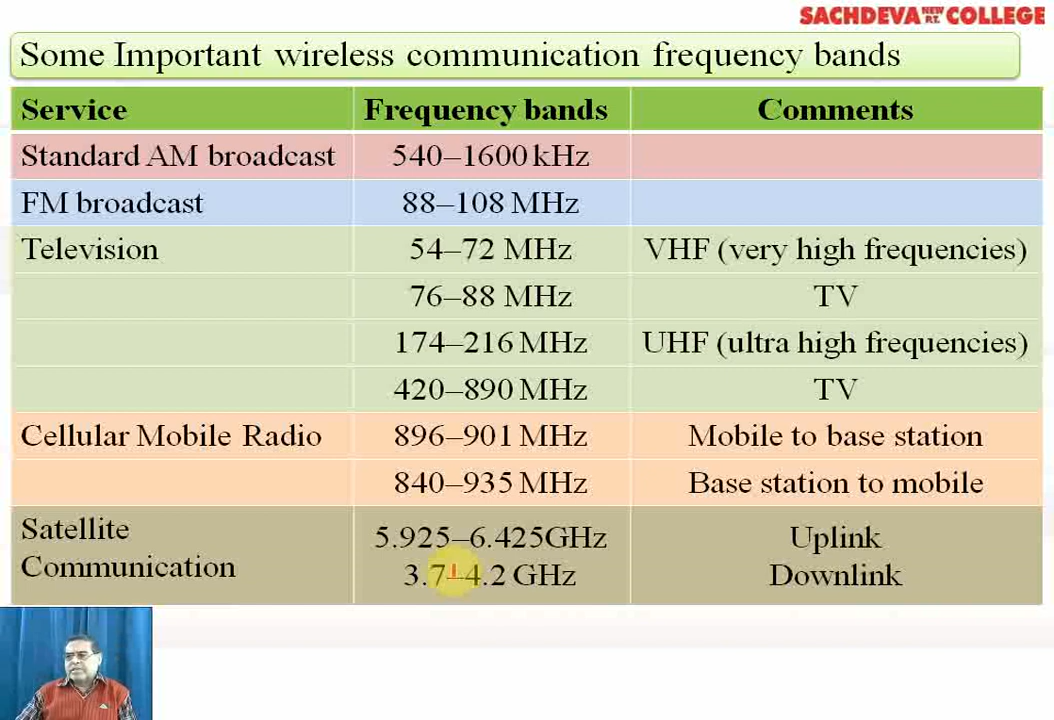 SACHDEVA NEW P.T. COLLEGE
Some Important wireless communication frequency bands
Service Frequency bands Comments
Standard AM broadcast 540–1600 kHz
FM broadcast 88–108 MHz
Television 54–72 MHz VHF (very high frequencies)
76–88 MHz TV
174–216 MHz UHF (ultra high frequencies)
420–890 MHz TV
Cellular Mobile Radio 896–901 MHz Mobile to base station
840–935 MHz Base station to mobile
Satellite Communication 5.925–6.425GHz Uplink
3.7–4.2 GHz Downlink